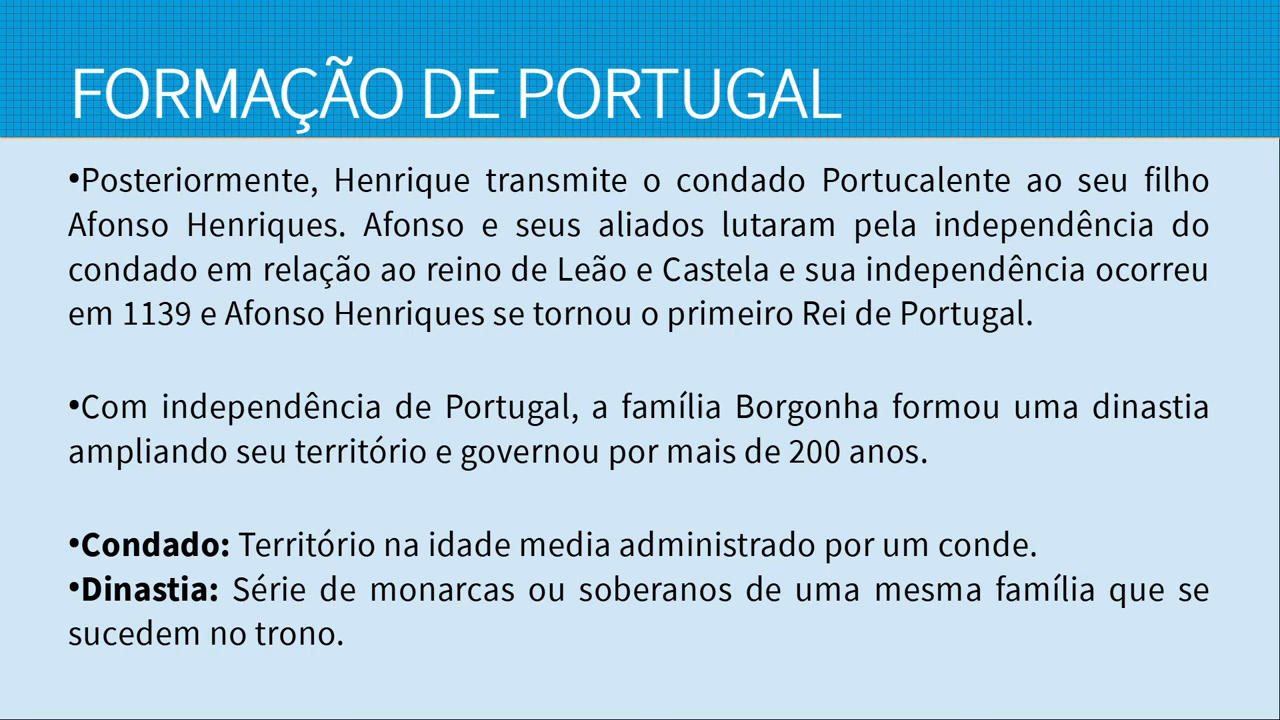 FORMAÇÃO DE PORTUGAL
•Posteriormente, Henrique transmite o condado Portucalente ao seu filho
Afonso Henriques. Afonso e seus aliados lutaram pela independência do
condado em relação ao reino de Leão e Castela e sua independência ocorreu
em 1139 e Afonso Henriques se tornou o primeiro Rei de Portugal.
•Com independência de Portugal, a família Borgonha formou uma dinastia
ampliando seu território e governou por mais de 200 anos.
•Condado: Território na idade media administrado por um conde.
•Dinastia: Série de monarcas ou soberanos de uma mesma família que se
sucedem no trono.